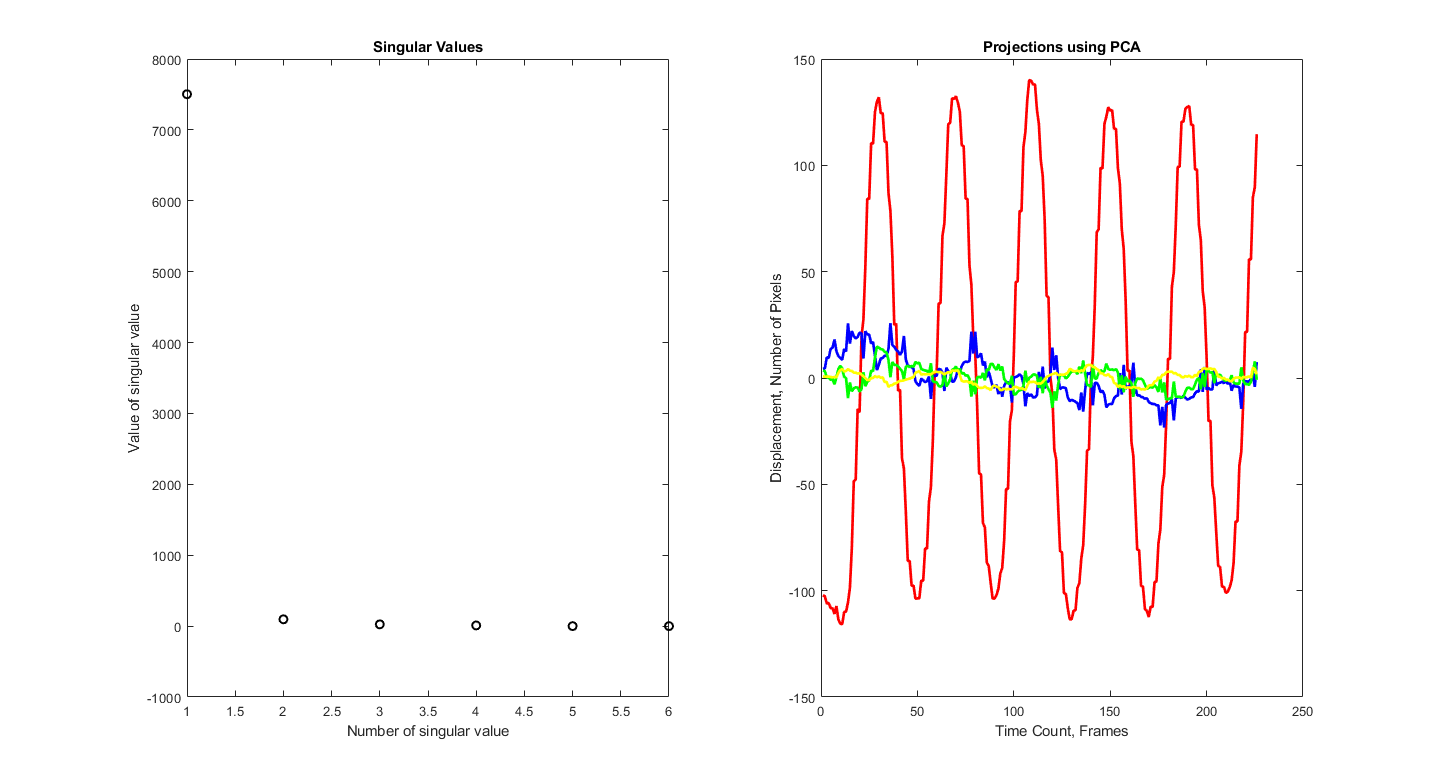 Singular Values
8000
7000
6000
5000
4000
3000
2000
1000
0
-1000
Value of singular value
1 1.5 2 2.5 3 3.5 4 4.5 5 5.5 6
Number of singular value
Projections using PCA
150
100
50
0
-50
-100
-150
Displacement, Number of Pixels
0 50 100 150 200 250
Time Count, Frames